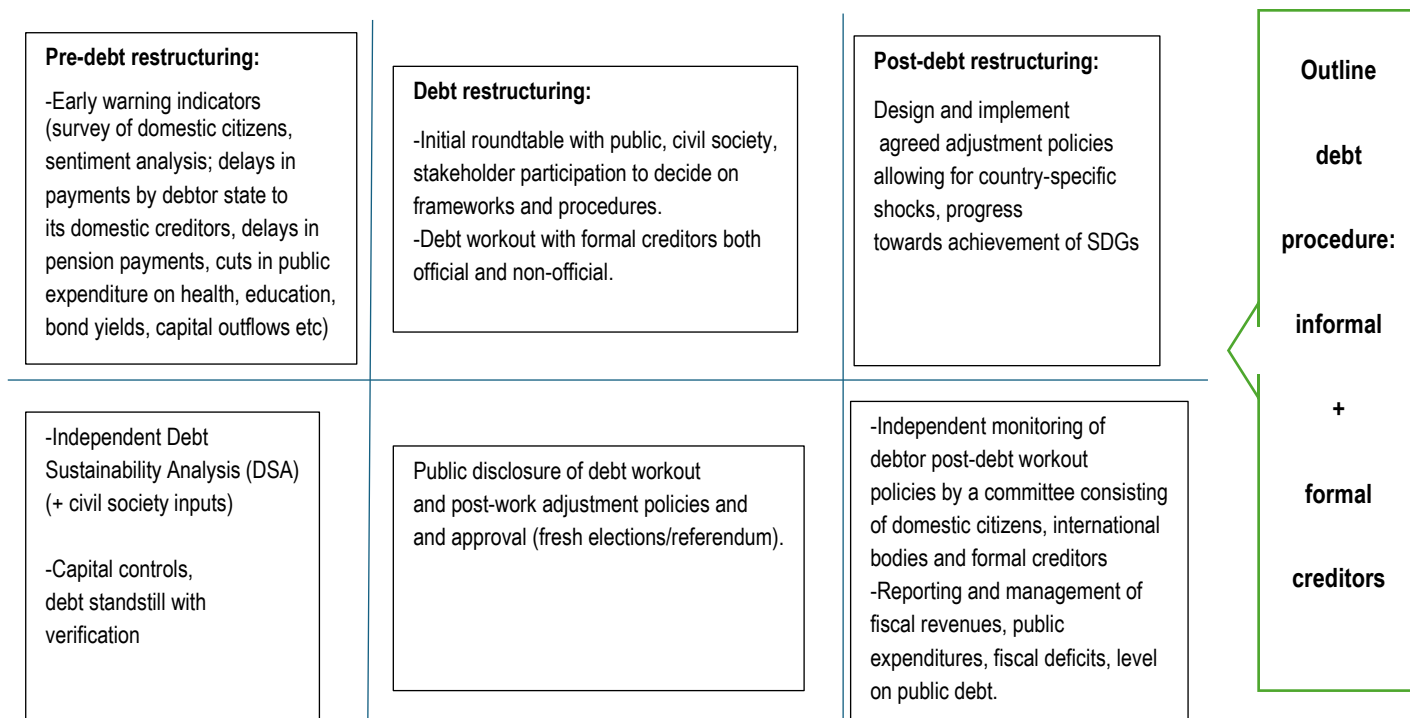 Pre-debt restructuring:
-Early warning indicators
(survey of domestic citizens,
sentiment analysis; delays in
payments by debtor state to
its domestic creditors, delays in
pension payments, cuts in public
expenditure on health, education,
bond yields, capital outflows etc)
Debt restructuring:
-Initial roundtable with public, civil society,
stakeholder participation to decide on
frameworks and procedures.
-Debt workout with formal creditors both
official and non-official.
Post-debt restructuring:
Design and implement
agreed adjustment policies
allowing for country-specific
shocks, progress
towards achievement of SDGs
-Independent Debt
Sustainability Analysis (DSA)
(+ civil society inputs)
-Capital controls,
debt standstill with
verification
Public disclosure of debt workout
and post-work adjustment policies and
and approval (fresh elections/referendum).
-Independent monitoring of
debtor post-debt workout
policies by a committee consisting
of domestic citizens, international
bodies and formal creditors
-Reporting and management of
fiscal revenues, public
expenditures, fiscal deficits, level
on public debt.
Outline
debt
procedure:
informal
+
formal
creditors